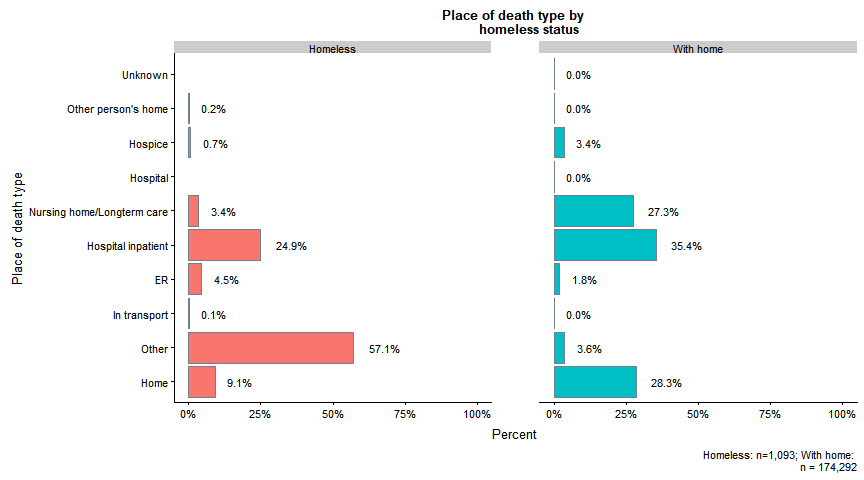 Place of death type by
homeless status
Homeless
With home
Place of death type
Unknown
0.0%
Other person's home
0.2%
0.0%
Hospice
0.7%
3.4%
Hospital
0.0%
Nursing home/Longterm care
3.4%
27.3%
Hospital inpatient
24.9%
35.4%
ER
4.5%
1.8%
In transport
0.1%
0.0%
Other
57.1%
3.6%
Home
9.1%
28.3%
0% 25% 50% 75% 100%
0% 25% 50% 75% 100%
Percent
Homeless: n=1,093; With home:
n = 174,292